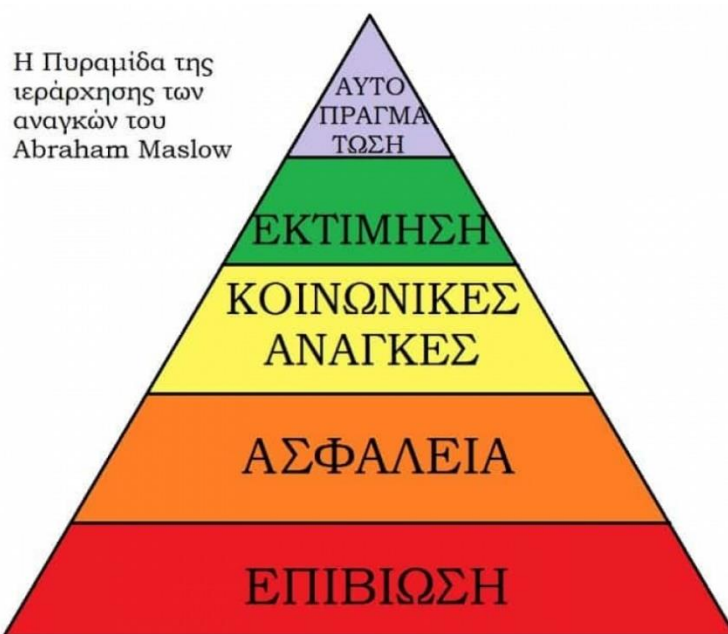 Η Πυραμίδα της
ιεράρχησης των
αναγκών του
Abraham Maslow
ΑΥΤΟ
ΠΡΑΓΜΑ
ΤΩΣΗ
ΕΚΤΙΜΗΣΗ
ΚΟΙΝΩΝΙΚΕΣ
ΑΝΑΓΚΕΣ
ΑΣΦΑΛΕΙΑ
ΕΠΙΒΙΩΣΗ